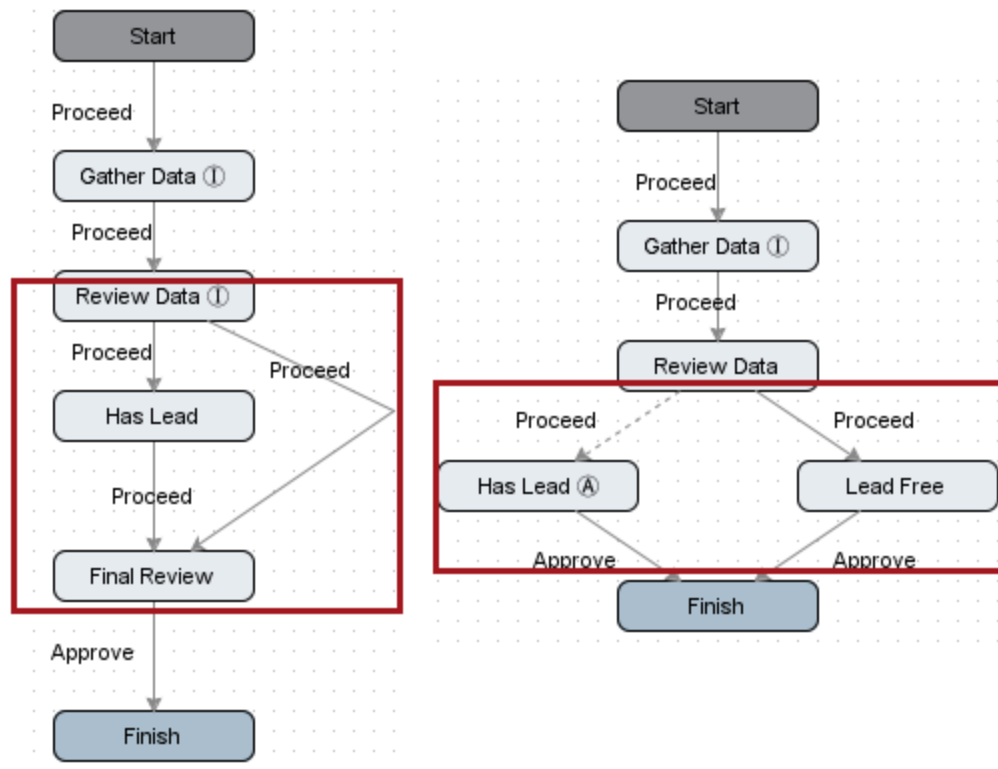 Start
Proceed
Gather Data Ⓘ
Proceed
Review Data Ⓘ
Proceed
Proceed
Has Lead
Proceed
Final Review
Approve
Finish
Start
Proceed
Gather Data Ⓘ
Proceed
Review Data
Proceed
Proceed
Has Lead Ⓐ
Lead Free
Approve
Approve
Finish